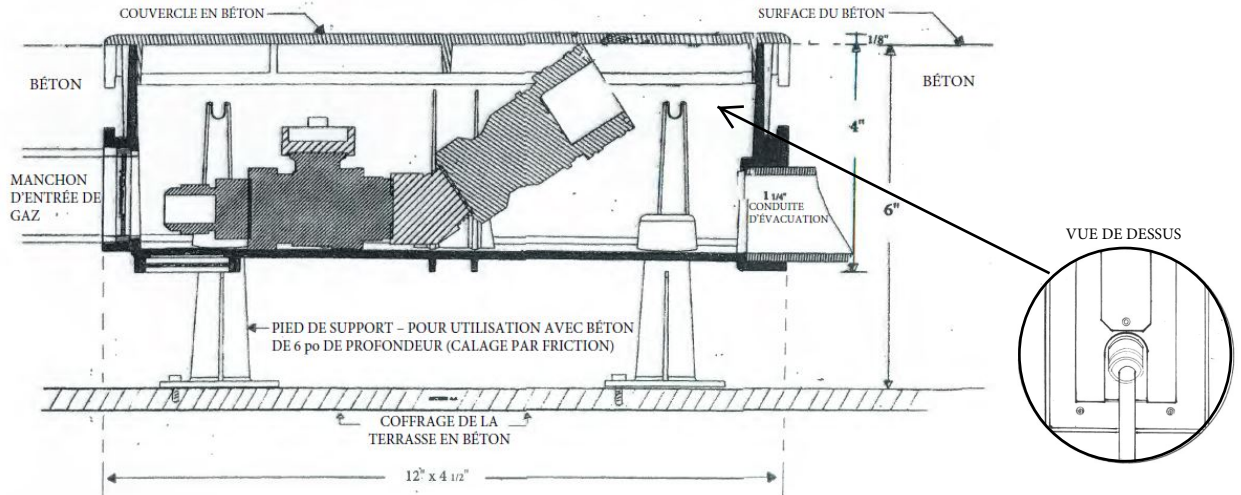 COUVERCLE EN BÉTON
SURFACE DU BÉTON
1/8"
BÉTON
BÉTON
4"
MANCHON
D'ENTRÉE DE
GAZ
1 1/4"
CONDUITE
D'ÉVACUATION
6"
VUE DE DESSUS
PIED DE SUPPORT – POUR UTILISATION AVEC BÉTON
DE 6 po DE PROFONDEUR (CALAGE PAR FRICTION)
COFFRAGE DE LA
TERRASSE EN BÉTON
12" x 4 1/2"